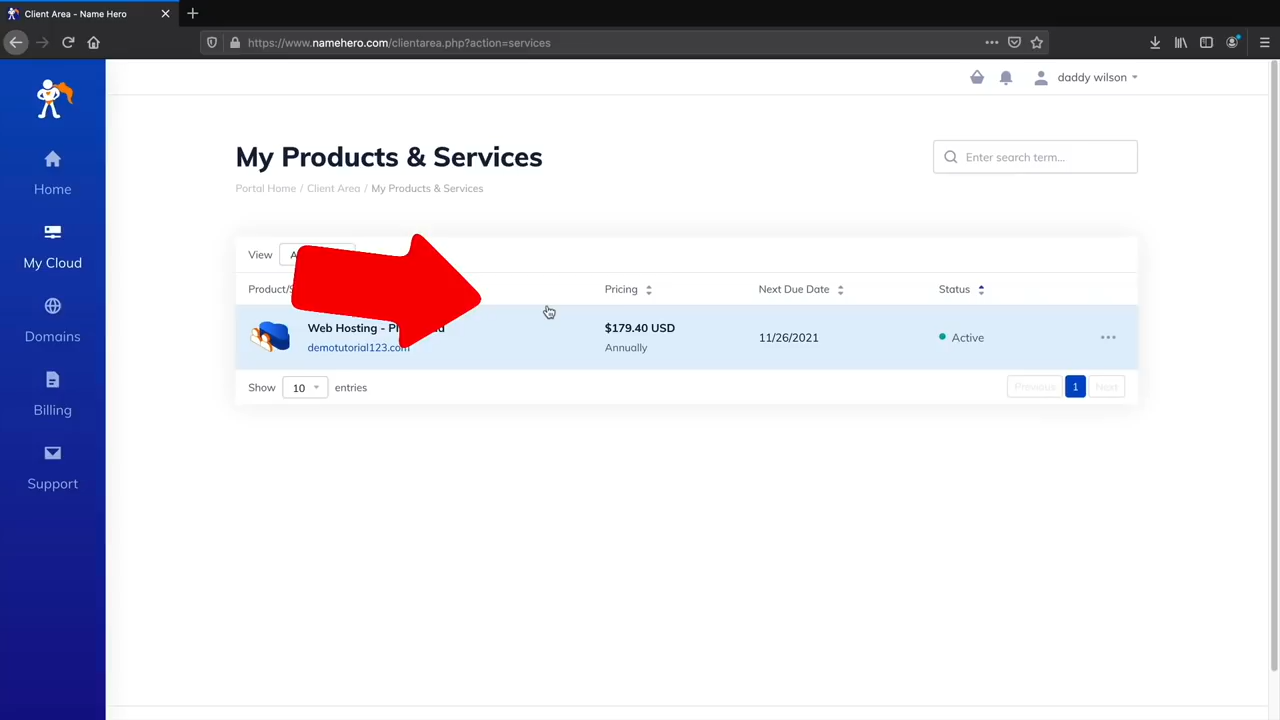 Client Area - Name Hero
https://www.namehero.com/clientarea.php?action=services
daddy wilson
My Products & Services
Enter search term...
Portal Home / Client Area / My Products & Services
Home
My Cloud
Domains
Billing
Support
View
Product/
Pricing
Next Due Date
Status
Web Hosting -
$179.40 USD
demotutorial123.com
Annually
11/26/2021
Active
Show 10 entries
Previous 1 Next